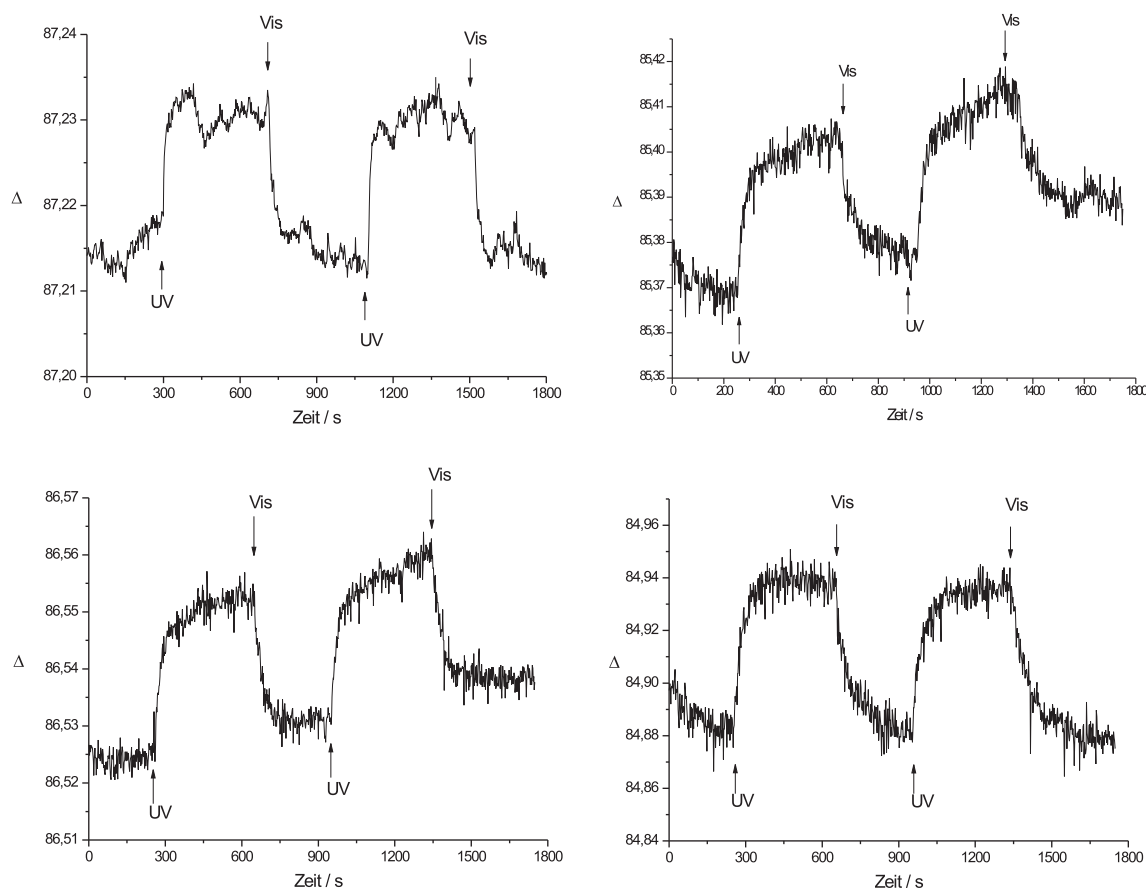 87,24
87,23
87,22
87,21
87,20
Δ
Vis
Vis
UV
UV
0 300 600 900 1200 1500 1800
Zeit / s
85,42
85,41
85,40
85,39
85,38
85,37
85,36
85,35
Δ
Vis
Vis
UV
UV
0 200 400 600 800 1000 1200 1400 1600 1800
Zeit / s
86,57
86,56
86,55
86,54
86,53
86,52
86,51
Δ
Vis
Vis
UV
UV
0 300 600 900 1200 1500 1800
Zeit / s
84,96
84,94
84,92
84,90
84,88
84,86
84,84
Δ
Vis
Vis
UV
UV
0 300 600 900 1200 1500 1800
Zeit / s